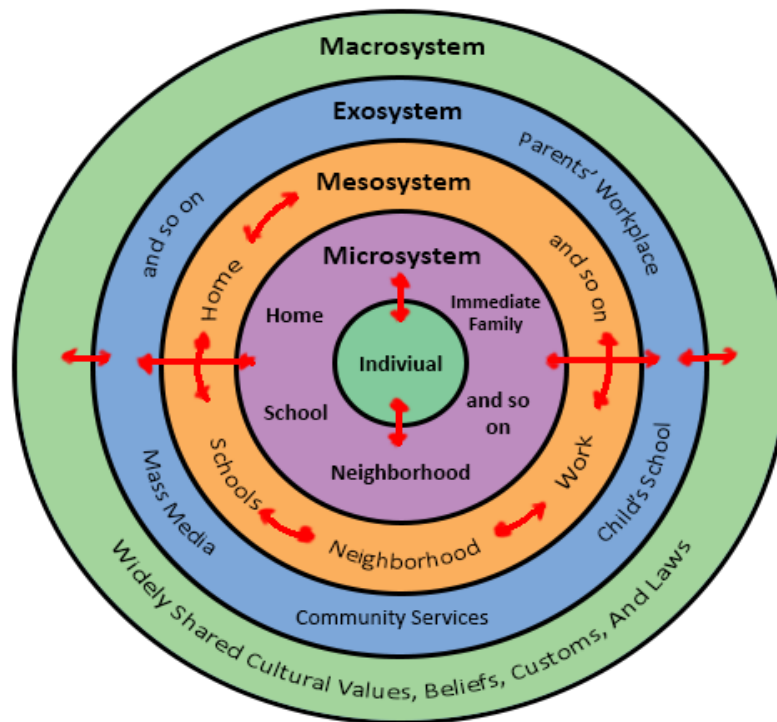 Macrosystem
Exosystem
Parents' Workplace
and so on
Mesosystem
Home
and so on
Microsystem
Home
Immediate
Family
Indiviual
School
and so
on
Neighborhood
Schools
Work
Neighborhood
Mass Media
Child's School
Community Services
Widely Shared Cultural Values, Beliefs, Customs, And Laws